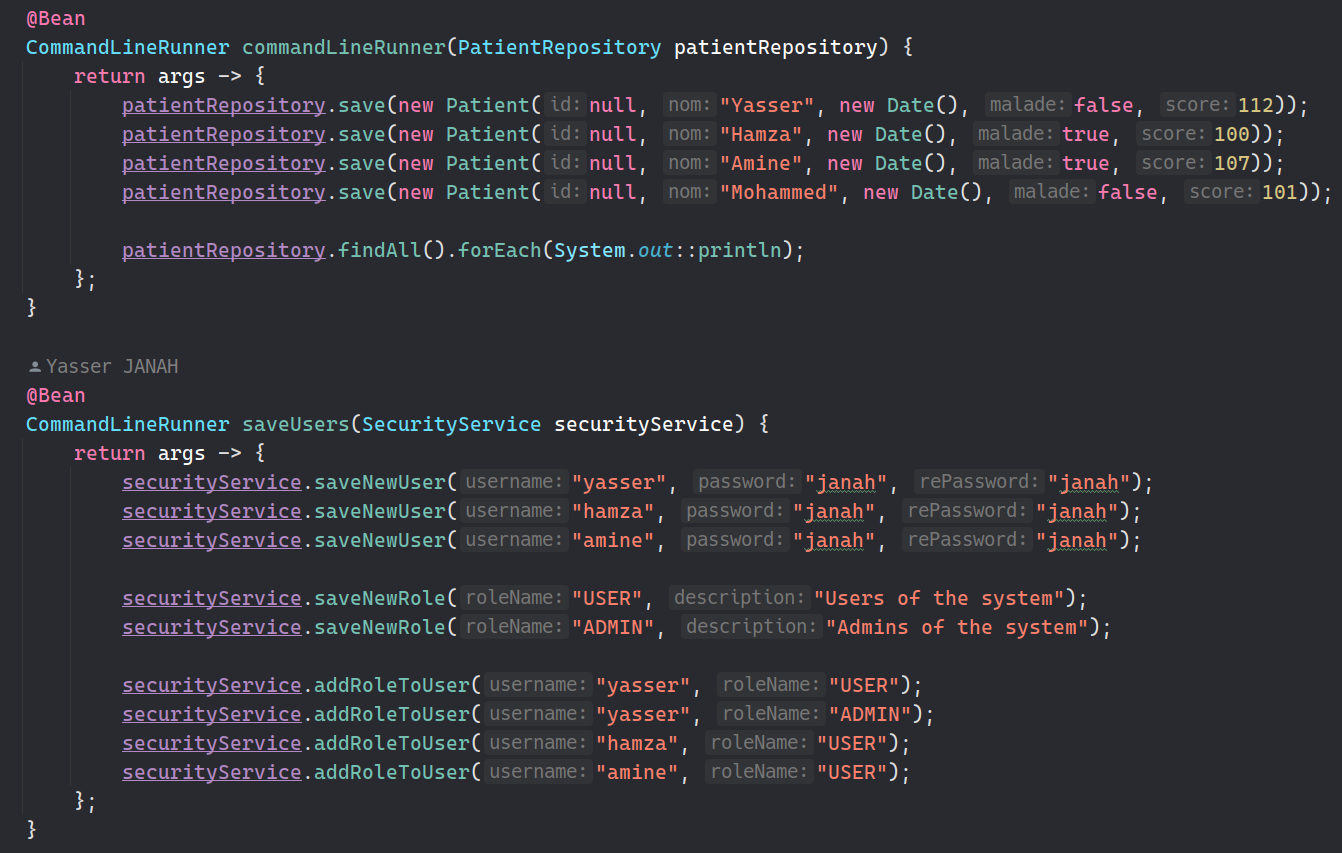 @Bean
CommandLineRunner commandLineRunner(PatientRepository patientRepository) {
    return args -> {
        patientRepository.save(new Patient( id: null, nom: "Yasser", new Date(), malade: false, score: 112));
        patientRepository.save(new Patient( id: null, nom: "Hamza", new Date(), malade: true, score: 100));
        patientRepository.save(new Patient( id: null, nom: "Amine", new Date(), malade: true, score: 107));
        patientRepository.save(new Patient( id: null, nom: "Mohammed", new Date(), malade: false, score: 101));
        patientRepository.findAll().forEach(System.out::println);
    };
}
Yasser JANAH
@Bean
CommandLineRunner saveUsers(SecurityService securityService) {
    return args -> {
        securityService.saveNewUser( username: "yasser", password: "janah", rePassword: "janah");
        securityService.saveNewUser( username: "hamza", password: "janah", rePassword: "janah");
        securityService.saveNewUser( username: "amine", password: "janah", rePassword: "janah");
        securityService.saveNewRole( roleName: "USER", description: "Users of the system");
        securityService.saveNewRole( roleName: "ADMIN", description: "Admins of the system");
        securityService.addRoleToUser( username: "yasser", roleName: "USER");
        securityService.addRoleToUser( username: "yasser", roleName: "ADMIN");
        securityService.addRoleToUser( username: "hamza", roleName: "USER");
        securityService.addRoleToUser( username: "amine", roleName: "USER");
    };
}